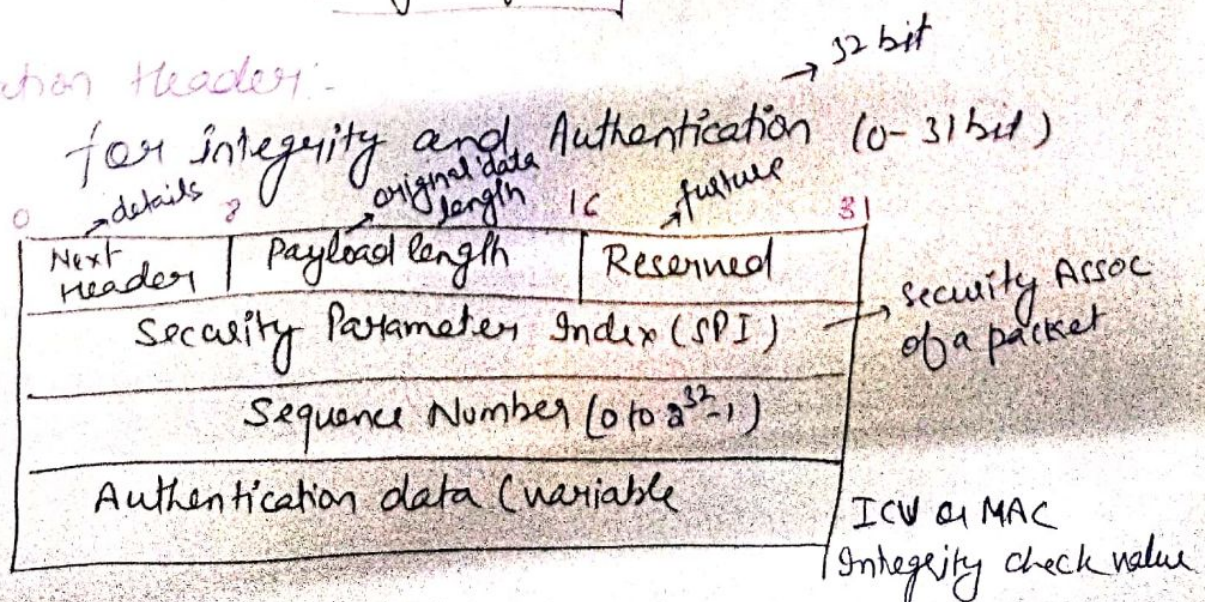 tion Header:-
→ 32 bit
for integrity and Authentication (0-31 bit)
→ details
original data length
future
0 8 16 31
Next Header
Payload length
Reserved
Security Parameter Index (SPI)
→ security Assoc
of a packet
Sequence Number (0 to 2³²-1)
Authentication data (variable
ICV or MAC
Integrity check value